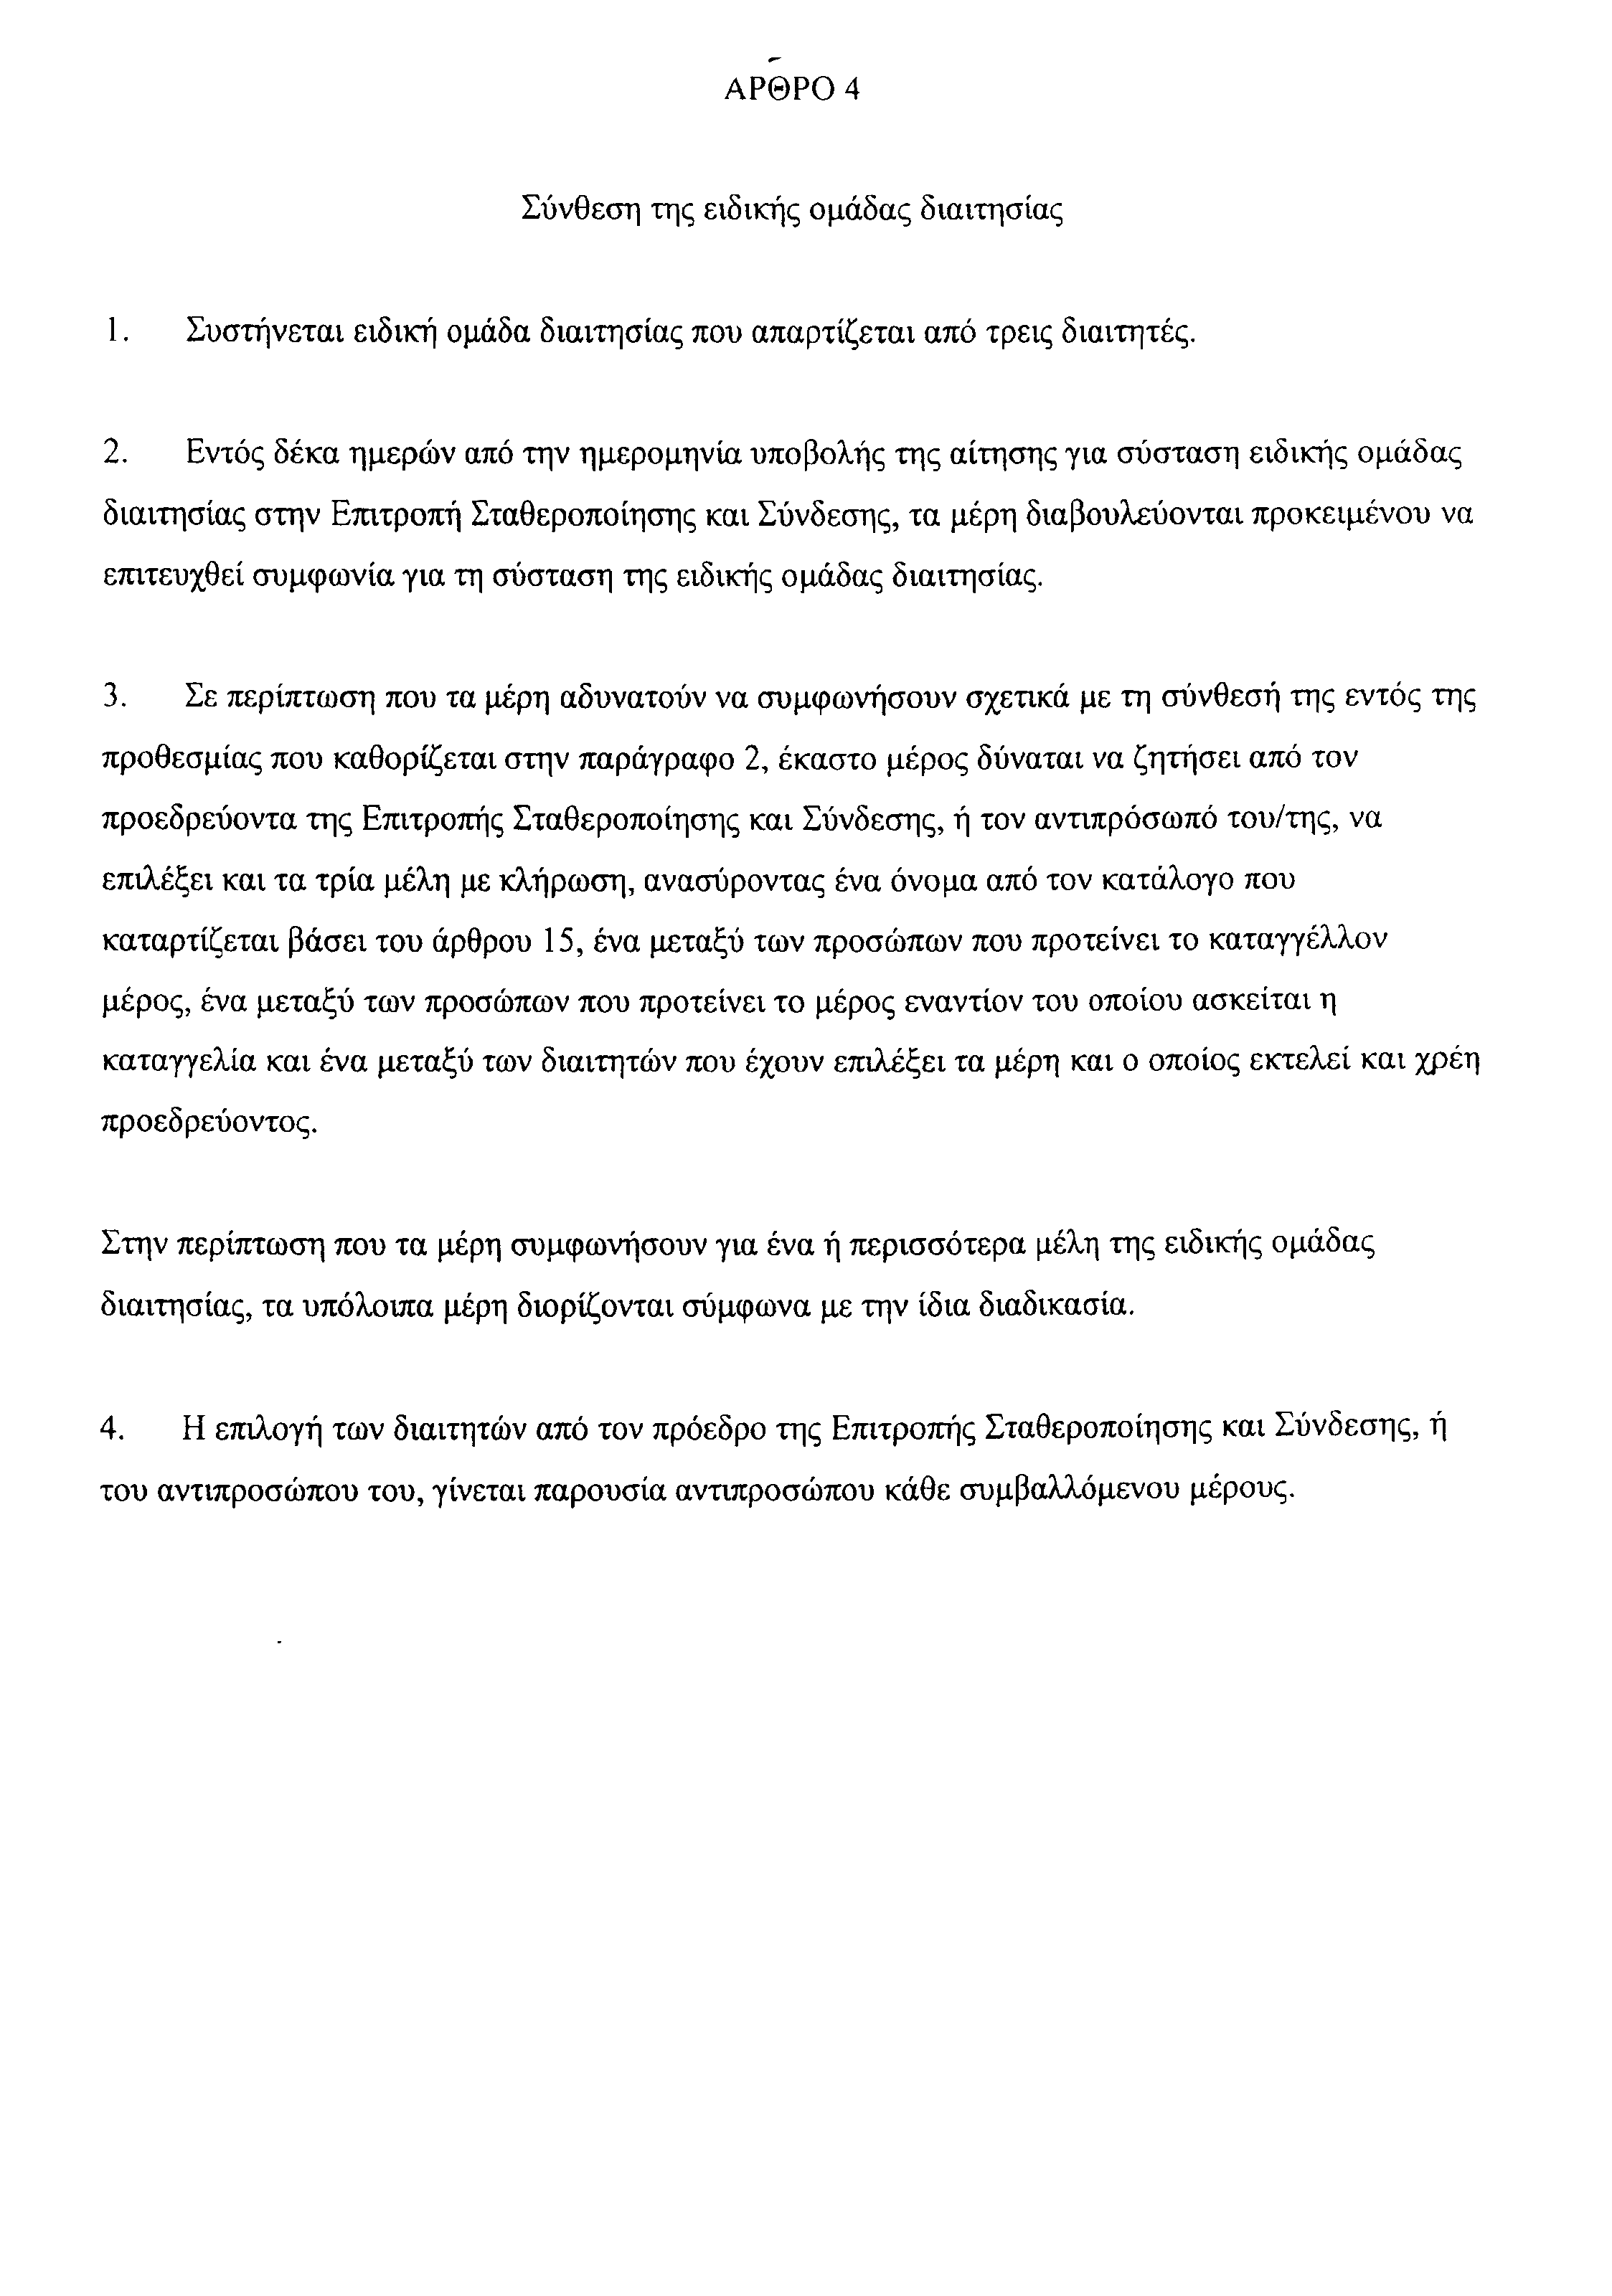 ΑΡΘΡΟ 4
Σύνθεση της ειδικής ομάδας διαιτησίας
1. Συστήνεται ειδική ομάδα διαιτησίας που απαρτίζεται από τρεις διαιτητές.
2. Εντός δέκα ημερών από την ημερομηνία υποβολής της αίτησης για σύσταση ειδικής ομάδας
διαιτησίας στην Επιτροπή Σταθεροποίησης και Σύνδεσης, τα μέρη διαβουλεύονται προκειμένου να
επιτευχθεί συμφωνία για τη σύσταση της ειδικής ομάδας διαιτησίας.
3. Σε περίπτωση που τα μέρη αδυνατούν να συμφωνήσουν σχετικά με τη σύνθεσή της εντός της
προθεσμίας που καθορίζεται στην παράγραφο 2, έκαστο μέρος δύναται να ζητήσει από τον
προεδρεύοντα της Επιτροπής Σταθεροποίησης και Σύνδεσης, ή τον αντιπρόσωπό του/της, να
επιλέξει και τα τρία μέλη με κλήρωση, ανασύροντας ένα όνομα από τον κατάλογο που
καταρτίζεται βάσει του άρθρου 15, ένα μεταξύ των προσώπων που προτείνει το καταγγέλλον
μέρος, ένα μεταξύ των προσώπων που προτείνει το μέρος εναντίον του οποίου ασκείται η
καταγγελία και ένα μεταξύ των διαιτητών που έχουν επιλέξει τα μέρη και ο οποίος εκτελεί και χρέη
προεδρεύοντος.
Στην περίπτωση που τα μέρη συμφωνήσουν για ένα ή περισσότερα μέλη της ειδικής ομάδας
διαιτησίας, τα υπόλοιπα μέρη διορίζονται σύμφωνα με την ίδια διαδικασία.
4. Η επιλογή των διαιτητών από τον πρόεδρο της Επιτροπής Σταθεροποίησης και Σύνδεσης, ή
του αντιπροσώπου του, γίνεται παρουσία αντιπροσώπου κάθε συμβαλλόμενου μέρους.